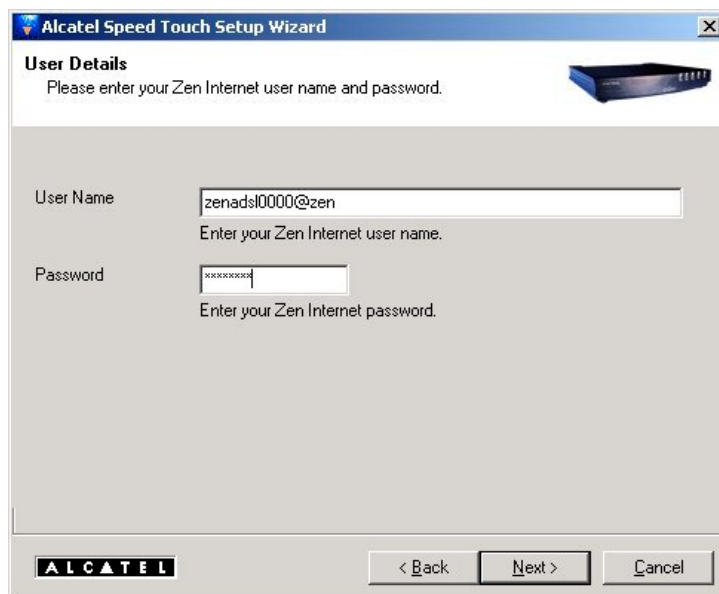 Alcatel Speed Touch Setup Wizard
User Details
Please enter your Zen Internet user name and password.
User Name
zenadsl0000@zen
Enter your Zen Internet user name.
Password
********
Enter your Zen Internet password.
ALCATEL
< Back
Next >
Cancel